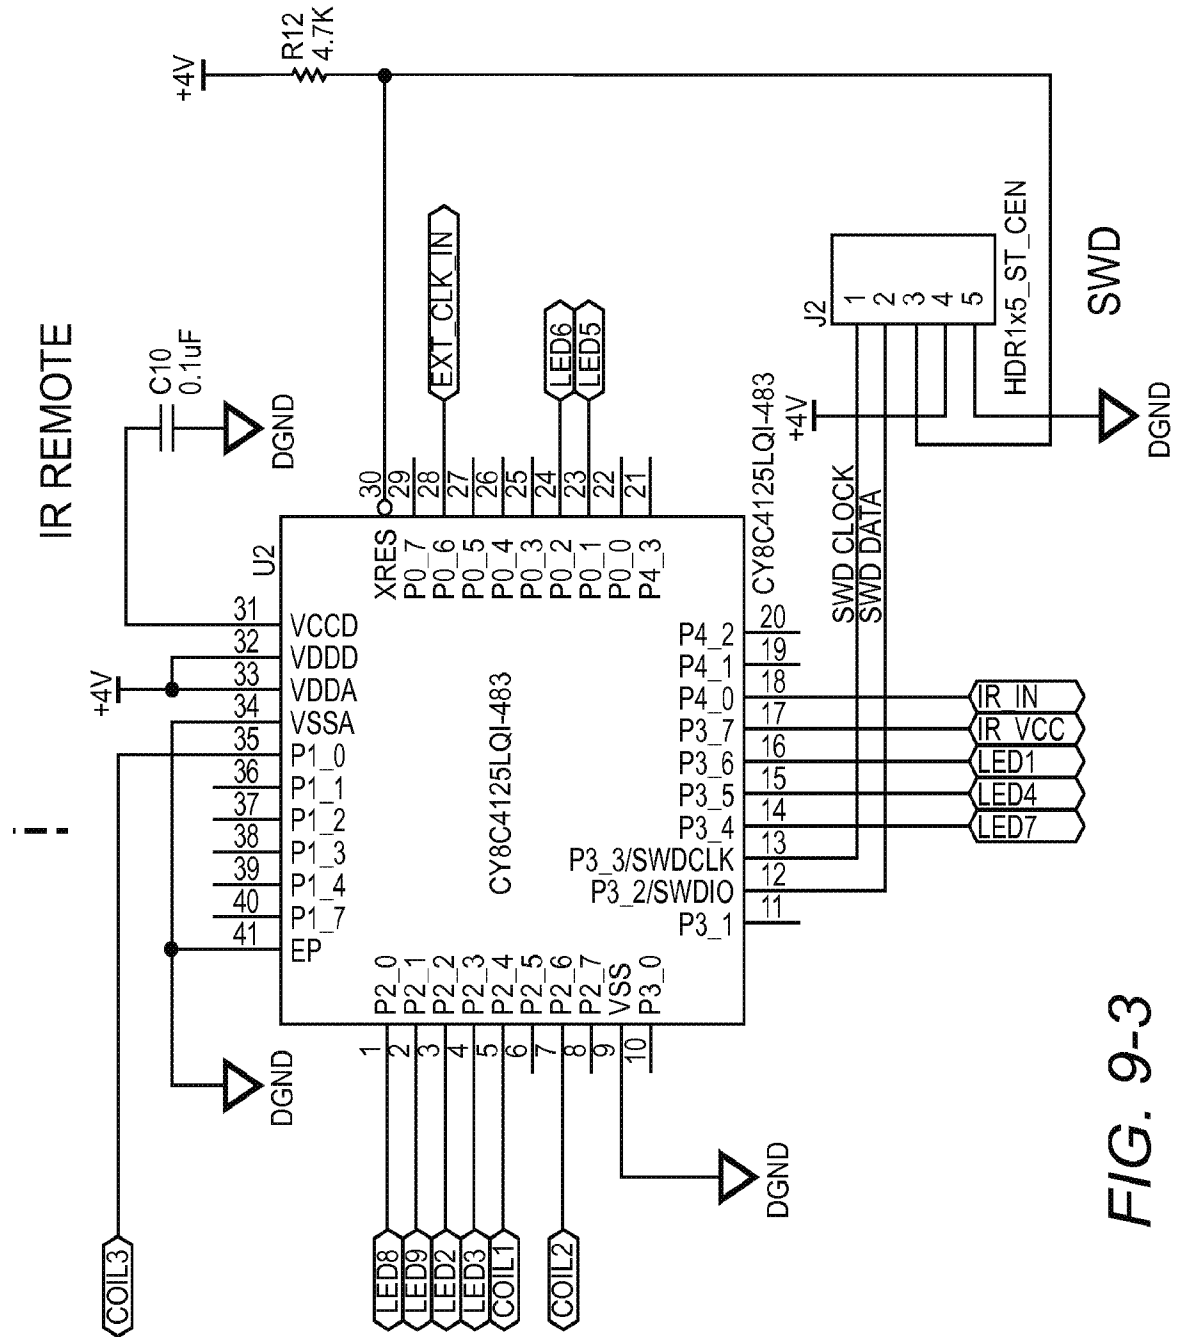 IR REMOTE
+4V
R12
4.7K
C10
0.1uF
DGND
EXT_CLK_IN
LED6
LED5
+4V
U2
31
32
33
34
35
36
37
38
39
40
41
VCCD
VDDD
VDDA
VSSA
P1_0
P1_1
P1_2
P1_3
P1_4
P1_7
EP
30
29
28
27
26
25
24
23
22
21
XRES
P0_7
P0_6
P0_5
P0_4
P0_3
P0_2
P0_1
P0_0
P4_3
CY8C4125LQI-483
CY8C4125LQI-483
P2_0
P2_1
P2_2
P2_3
P2_4
P2_5
P2_6
P2_7
VSS
P3_0
1
2
3
4
5
6
7
8
9
10
P4_2
P4_1
P4_0
P3_7
P3_6
P3_5
P3_4
P3_3/SWDCLK
P3_2/SWDIO
P3_1
20
19
18
17
16
15
14
13
12
11
IR_IN
IR_VCC
LED1
LED4
LED7
SWD CLOCK
SWD DATA
+4V
J2
1
2
3
4
5
HDR1x5_ST_CEN
SWD
DGND
DGND
COIL3
LED8
LED9
LED2
LED3
COIL1
COIL2
DGND
FIG. 9-3